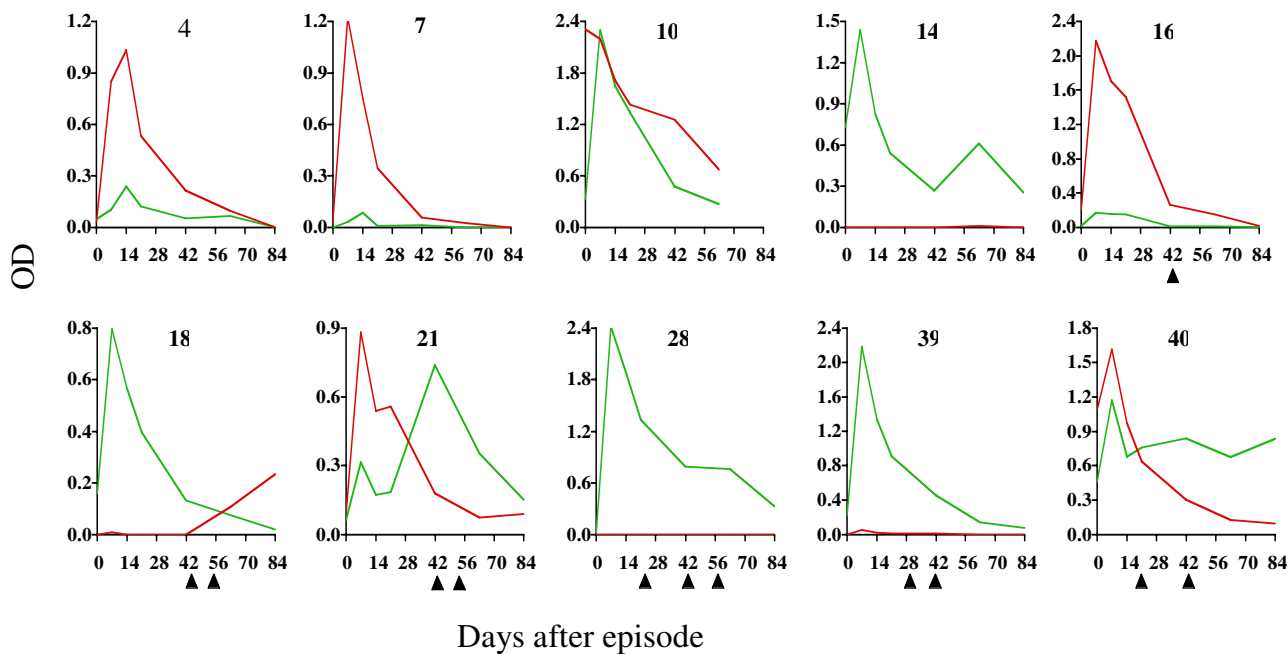 4 7 10 14 16
1.2 1.2 2.4 1.5 2.4
0.9 0.9 1.8 1.2 2.0
0.6 0.6 1.2 0.9 1.6
0.3 0.3 0.6 0.6 1.2
0.0 0.0 0.0 0.3 0.8
0.0 0.4
0.0
0 14 28 42 56 70 84 0 14 28 42 56 70 84 0 14 28 42 56 70 84 0 14 28 42 56 70 84 0 14 28 42 56 70 84
OD
18 21 28 39 40
0.8 0.9 2.4 2.4 1.8
0.6 0.6 1.8 2.0 1.5
0.4 0.3 1.2 1.6 1.2
0.2 0.0 0.6 1.2 0.9
0.0 0.0 0.8 0.6
0.4 0.3
0.0 0.0
0 14 28 42 56 70 84 0 14 28 42 56 70 84 0 14 28 42 56 70 84 0 14 28 42 56 70 84 0 14 28 42 56 70 84
Days after episode